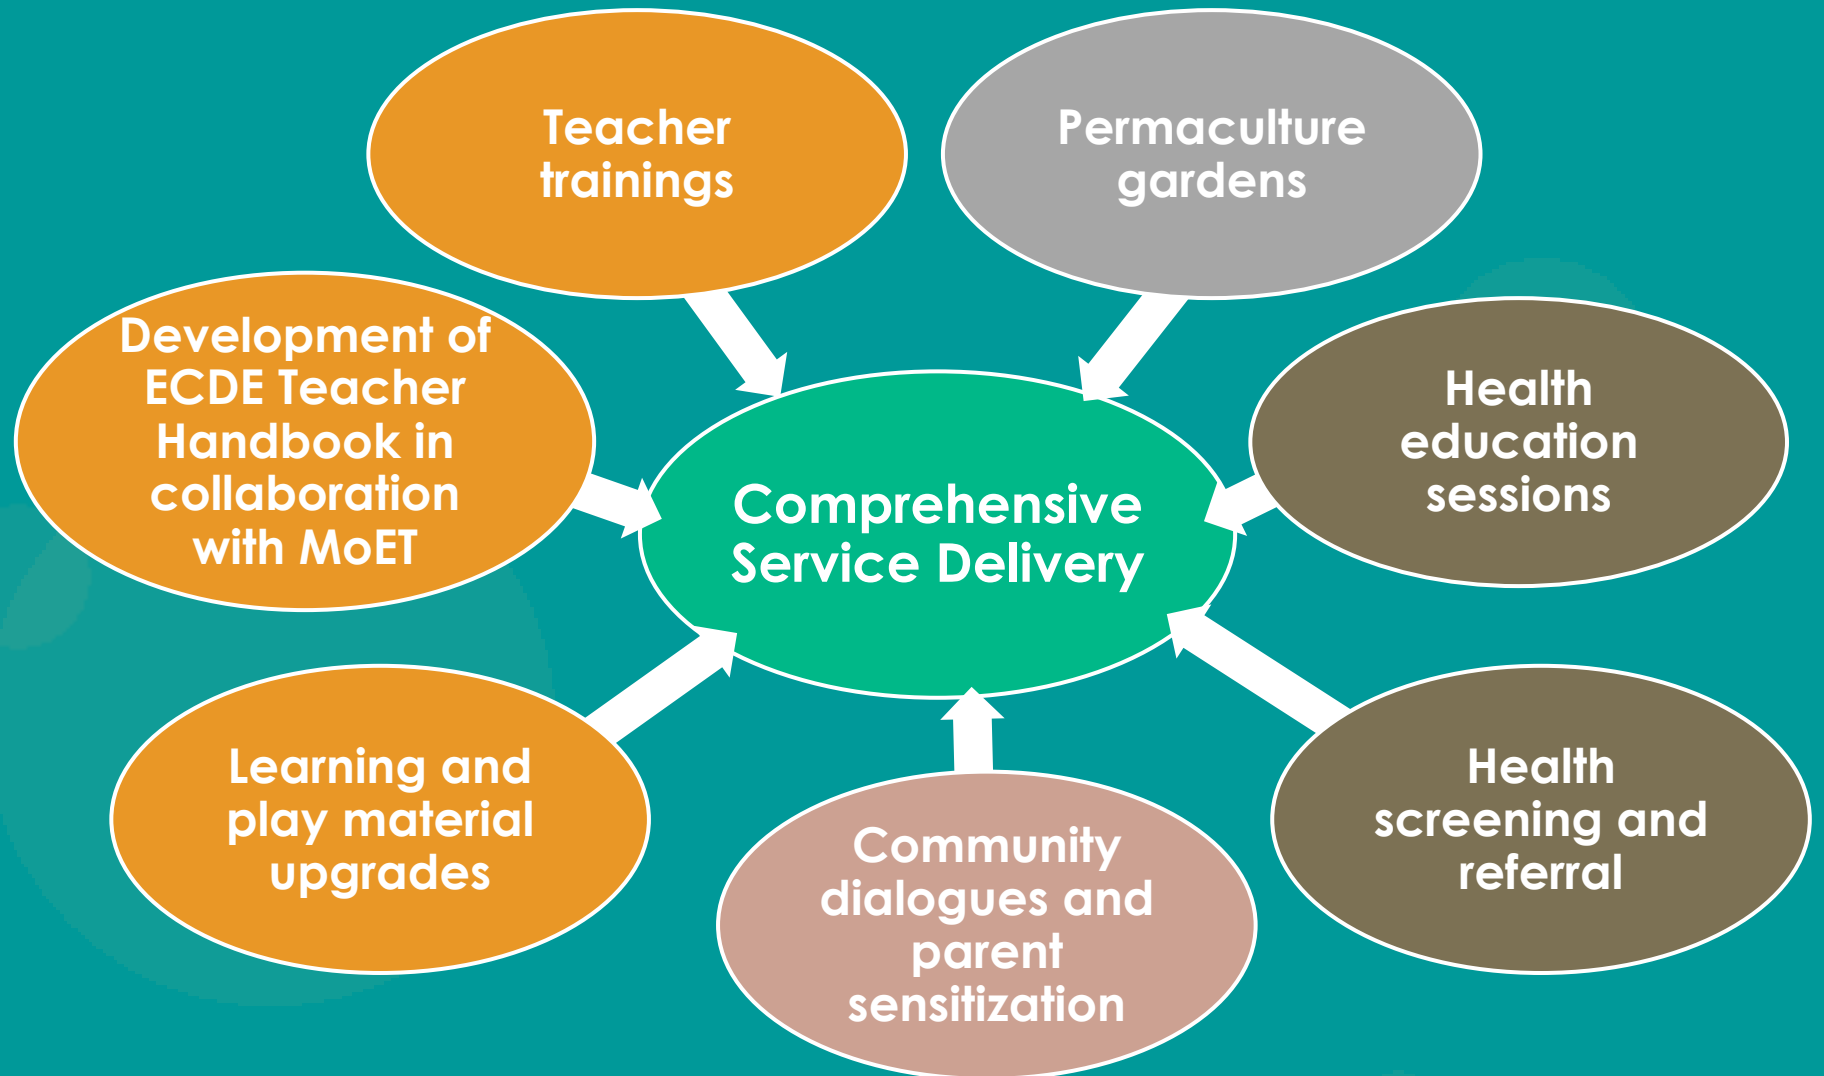 Teacher
trainings
Permaculture
gardens
Development of
ECDE Teacher
Handbook in
collaboration
with MoET
Health
education
sessions
Comprehensive
Service Delivery
Learning and
play material
upgrades
Health
screening and
referral
Community
dialogues and
parent
sensitization